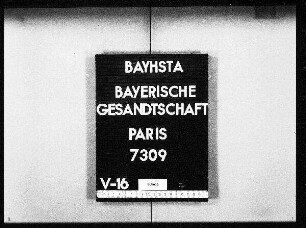 BAYHSTA
BAYERISCHE
GESANDTSCHAFT
PARIS
7309
V-16